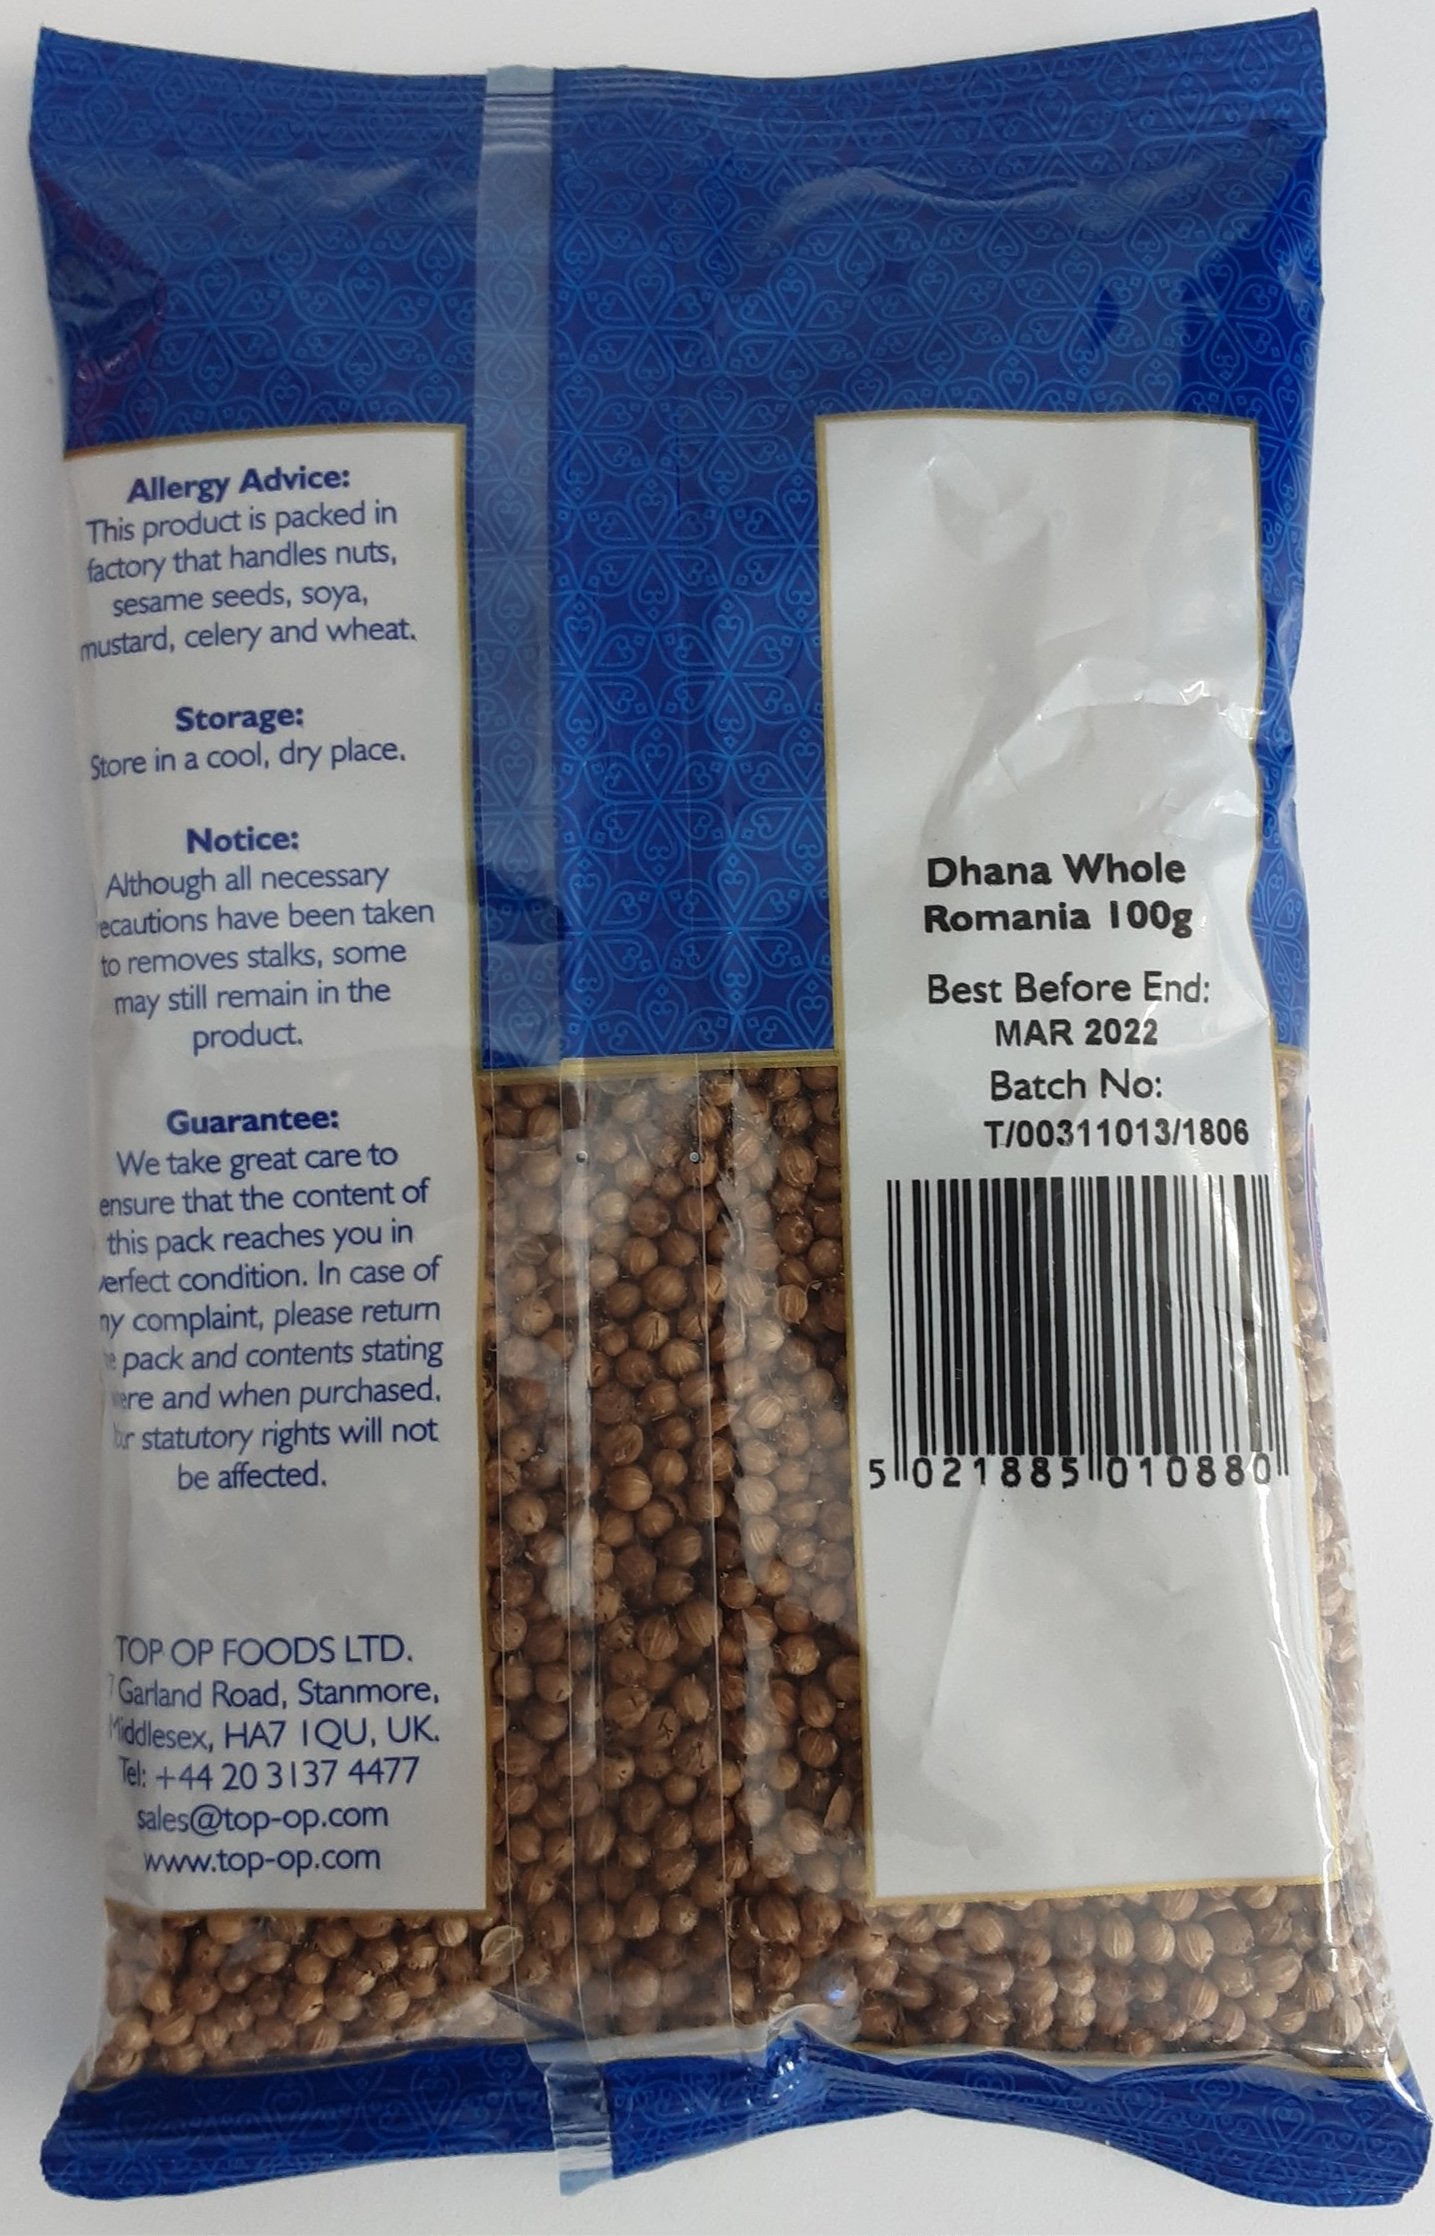 Allergy Advice:
This product is packed in
factory that handles nuts,
sesame seeds, soya,
mustard, celery and wheat.
Storage:
Store in a cool, dry place.
Notice:
Although all necessary
ecautions have been taken
to removes stalks, some
may still remain in the
product.
Guarantee:
We take great care to
ensure that the content of
this pack reaches you in
erfect condition. In case of
ny complaint, please return
e pack and contents stating
ere and when purchased.
ur statutory rights will not
be affected.
TOP OP FOODS LTD.
7 Garland Road, Stanmore,
Middlesex, HA7 1QU, UK.
Tel: +44 20 3137 4477
sales@top-op.com
www.top-op.com
Dhana Whole
Romania 100g
Best Before End:
MAR 2022
Batch No:
T/00311013/1806
5 021885 010880